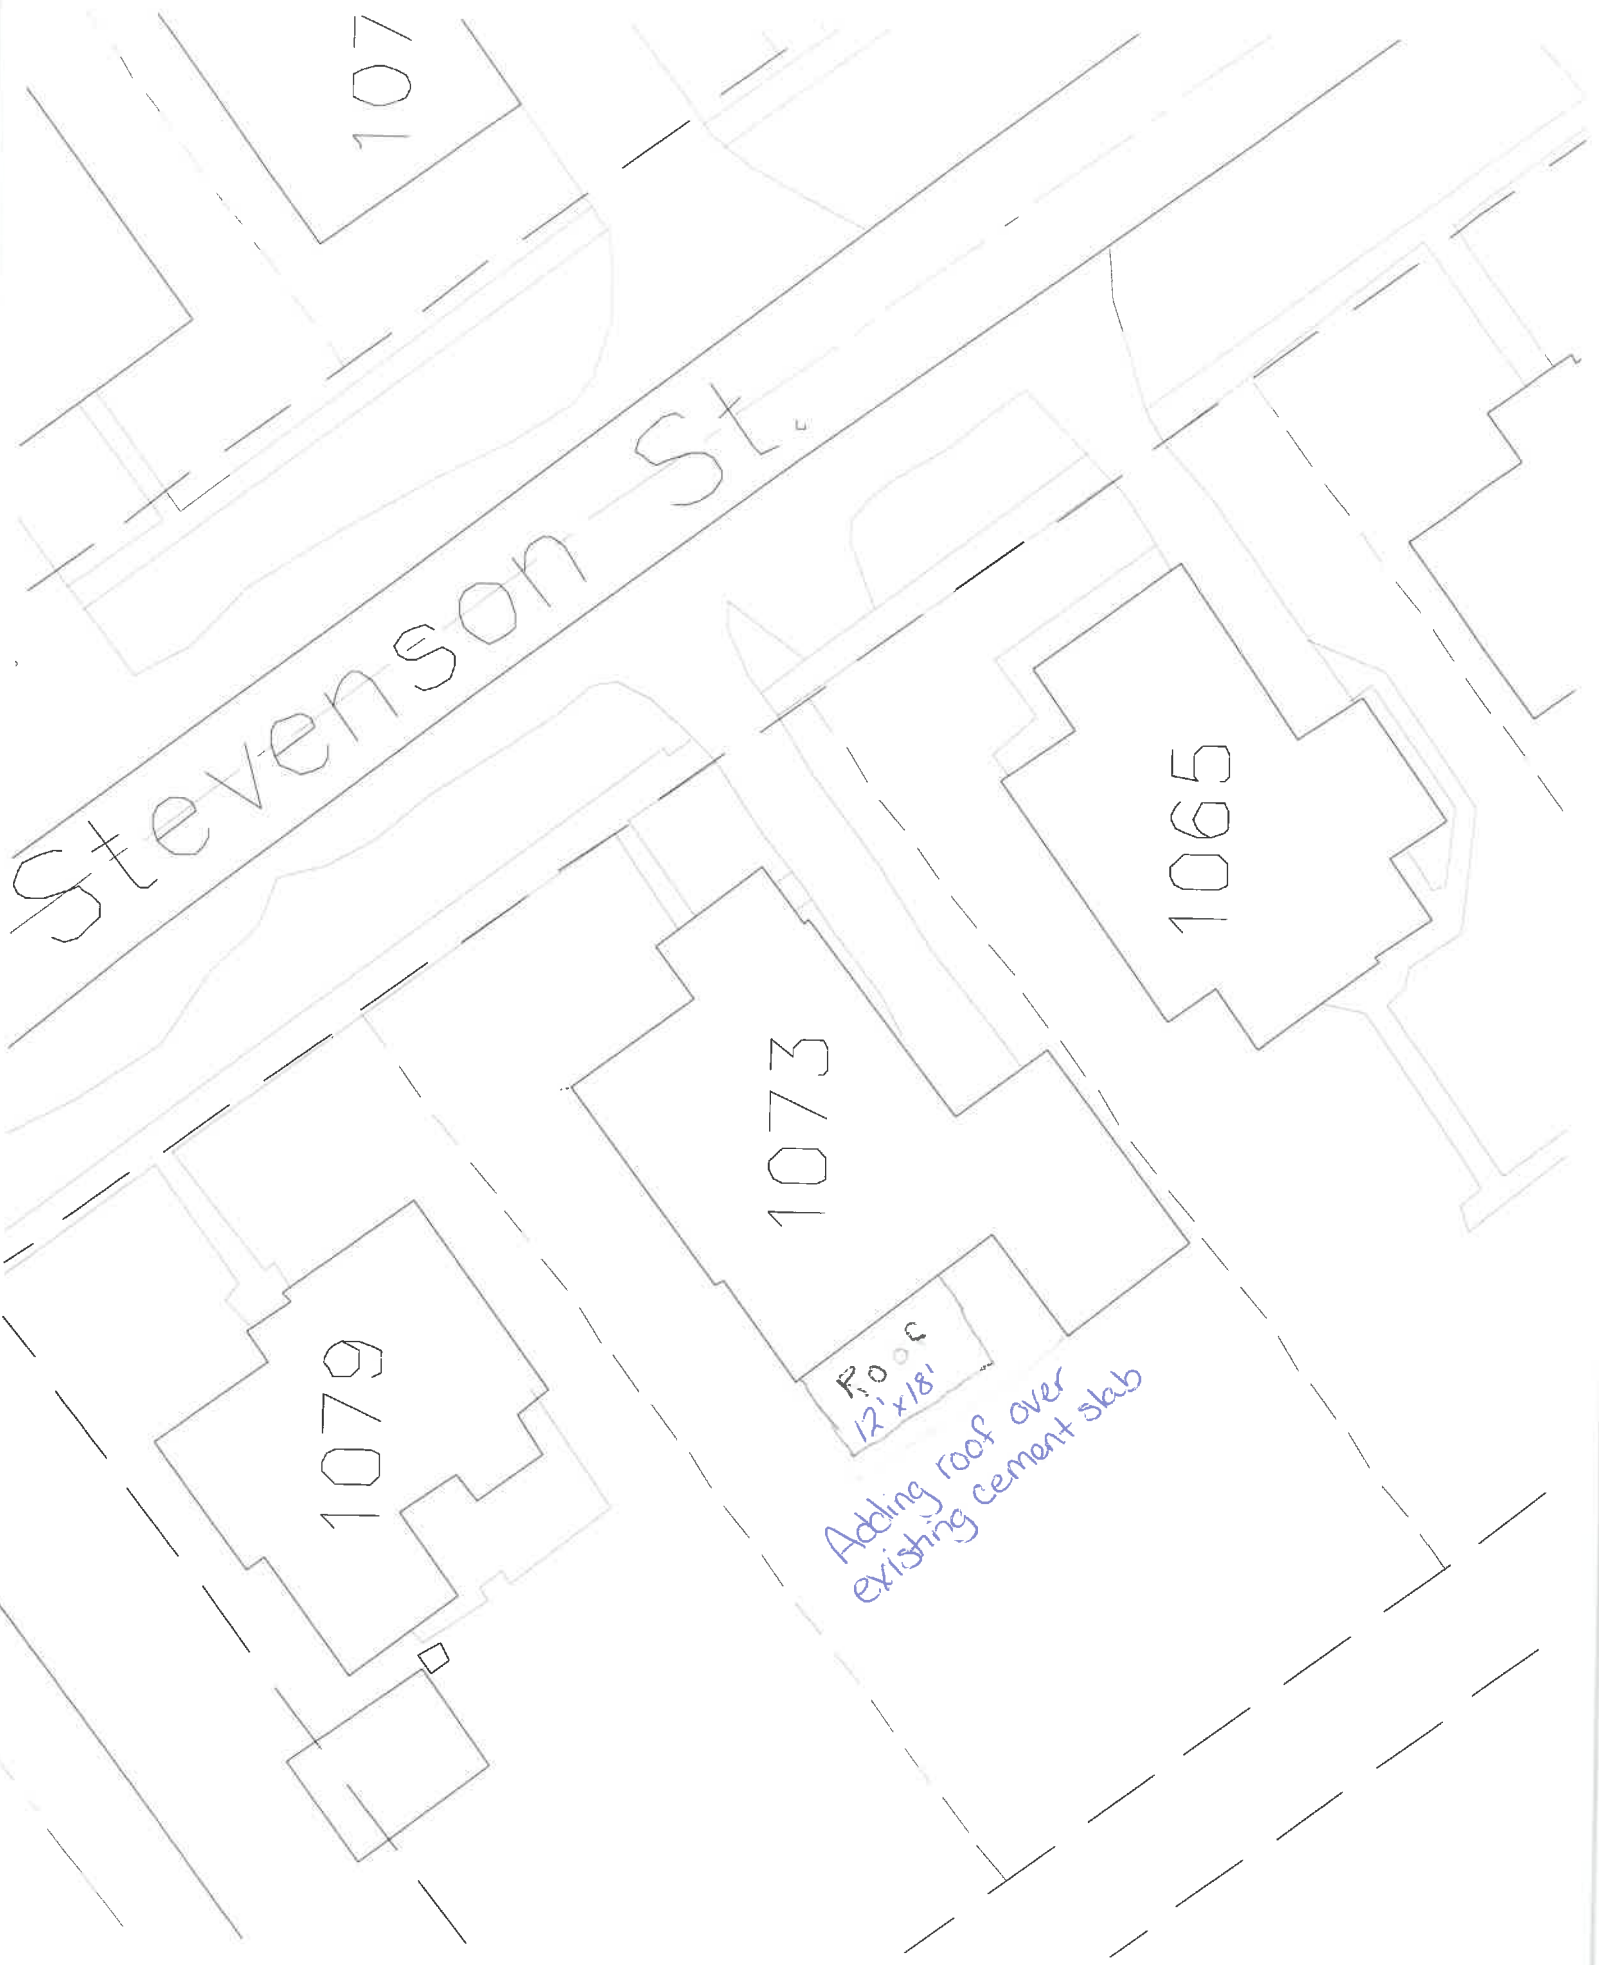 107
Stevenson St.
1065
1073
1079
Roof
12'x18'
Adding roof over
existing cement slab